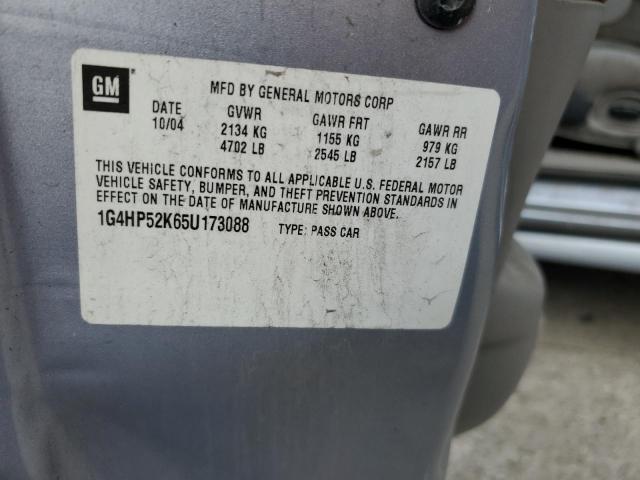 GM
MFD BY GENERAL MOTORS CORP
DATE GVWR GAWR FRT GAWR RR
10/04 2134 KG 1155 KG 979 KG
4702 LB 2545 LB 2157 LB
THIS VEHICLE CONFORMS TO ALL APPLICABLE U.S. FEDERAL MOTOR
VEHICLE SAFETY, BUMPER, AND THEFT PREVENTION STANDARDS IN
EFFECT ON THE DATE OF MANUFACTURE SHOWN ABOVE.
1G4HP52K65U173088 TYPE: PASS CAR